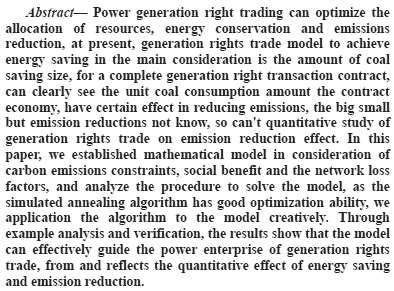 Abstract— Power generation right trading can optimize the
allocation of resources, energy conservation and emissions
reduction, at present, generation rights trade model to achieve
energy saving in the main consideration is the amount of coal
saving size, for a complete generation right transaction contract,
can clearly see the unit coal consumption amount the contract
economy, have certain effect in reducing emissions, the big small
but emission reductions not know, so can't quantitative study of
generation rights trade on emission reduction effect. In this
paper, we established mathematical model in consideration of
carbon emissions constraints, social benefit and the network loss
factors, and analyze the procedure to solve the model, as the
simulated annealing algorithm has good optimization ability, we
application the algorithm to the model creatively. Through
example analysis and verification, the results show that the model
can effectively guide the power enterprise of generation rights
trade, from and reflects the quantitative effect of energy saving
and emission reduction.